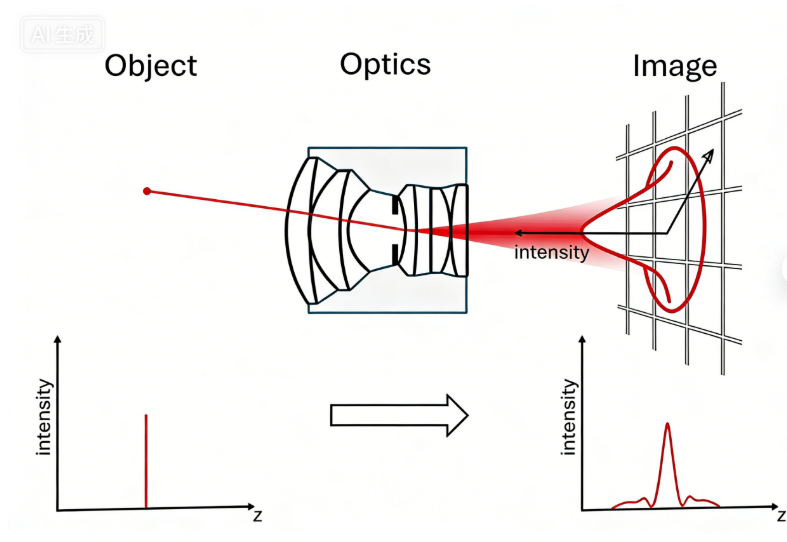 AI生成
Object
Optics
Image
intensity
intensity
z
intensity
z